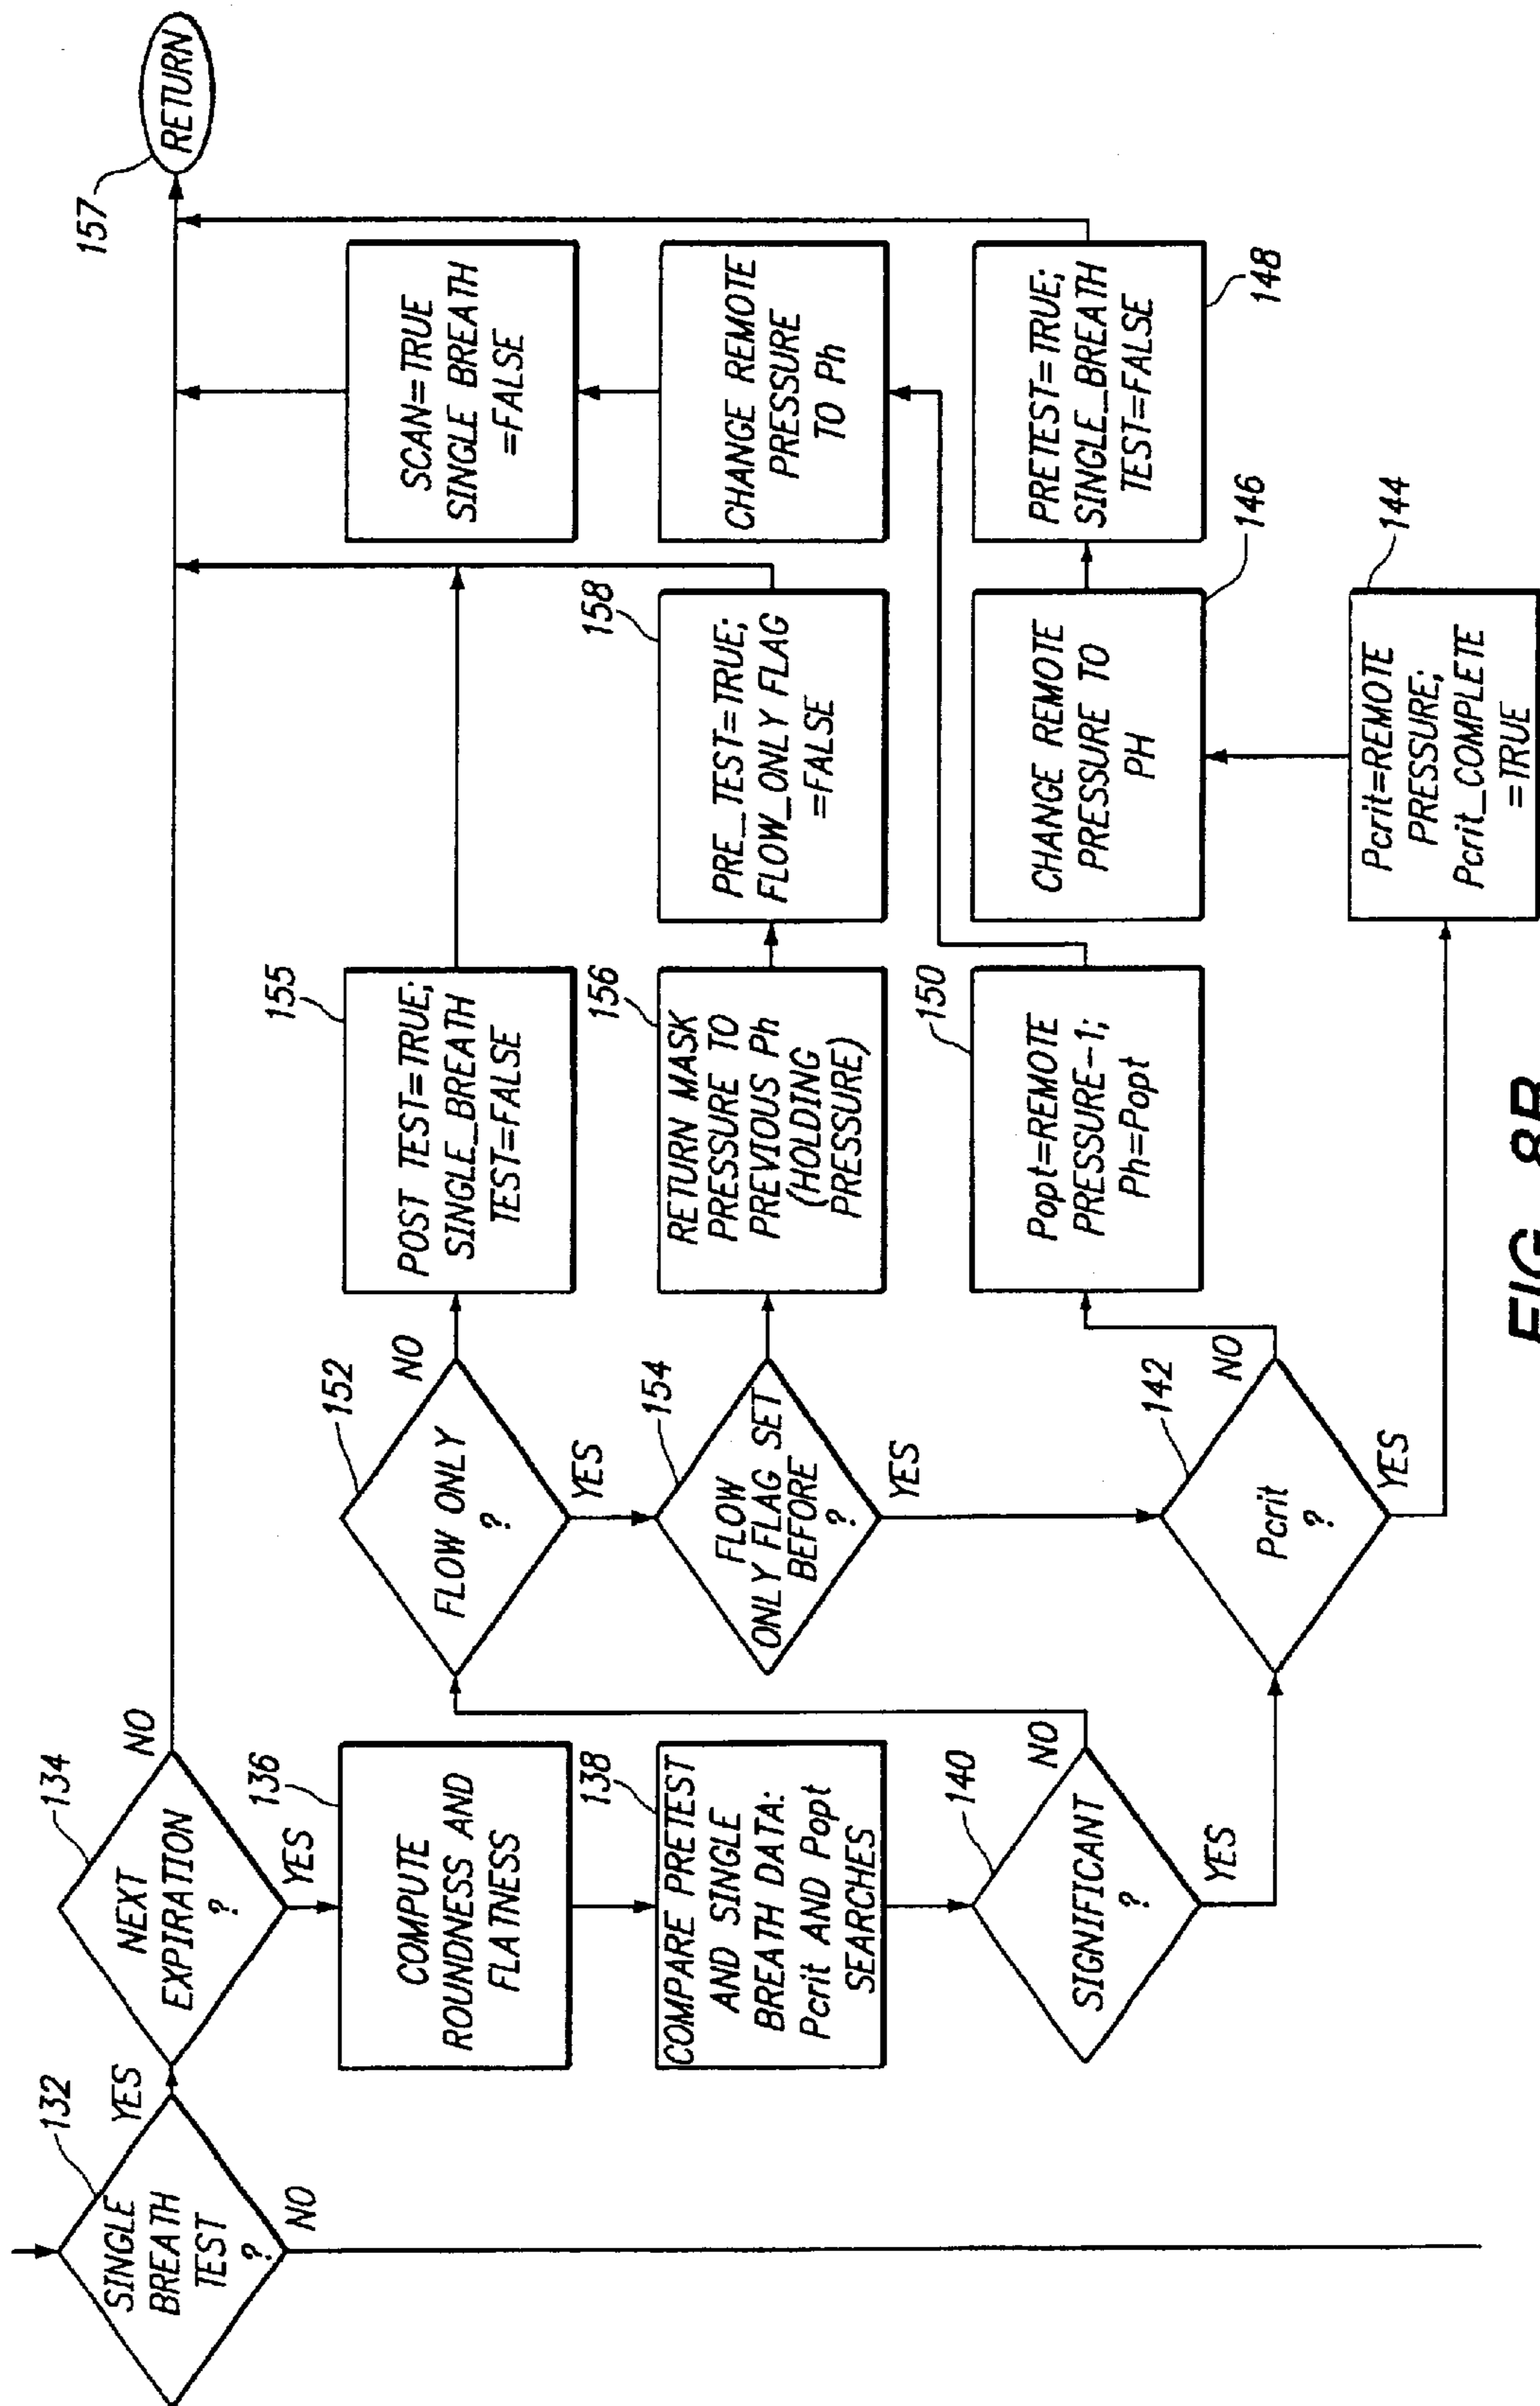 132
SINGLE
BREATH
TEST
?
YES
NO
134
NEXT
EXPIRATION
?
NO
YES
157
RETURN
136
COMPUTE
ROUNDNESS AND
FLATNESS
138
COMPARE PRETEST
AND SINGLE
BREATH DATA:
Pcrit AND Popt
SEARCHES
140
SIGNIFICANT
?
NO
YES
152
FLOW ONLY
?
NO
YES
155
POST TEST=TRUE;
SINGLE_BREATH
TEST=FALSE
SCAN=TRUE
SINGLE BREATH
=FALSE
154
FLOW
ONLY FLAG SET
BEFORE
?
YES
156
RETURN MASK
PRESSURE TO
PREVIOUS Ph
(HOLDING
PRESSURE)
158
PRE_TEST=TRUE;
FLOW_ONLY FLAG
=FALSE
CHANGE REMOTE
PRESSURE
TO Ph
142
Pcrit
?
NO
YES
150
Popt=REMOTE
PRESSURE-1;
Ph=Popt
CHANGE REMOTE
PRESSURE TO
PH
146
PRETEST=TRUE;
SINGLE_BREATH
TEST=FALSE
148
Pcrit=REMOTE
PRESSURE;
Pcrit_COMPLETE
=TRUE
144
FIG. 8B